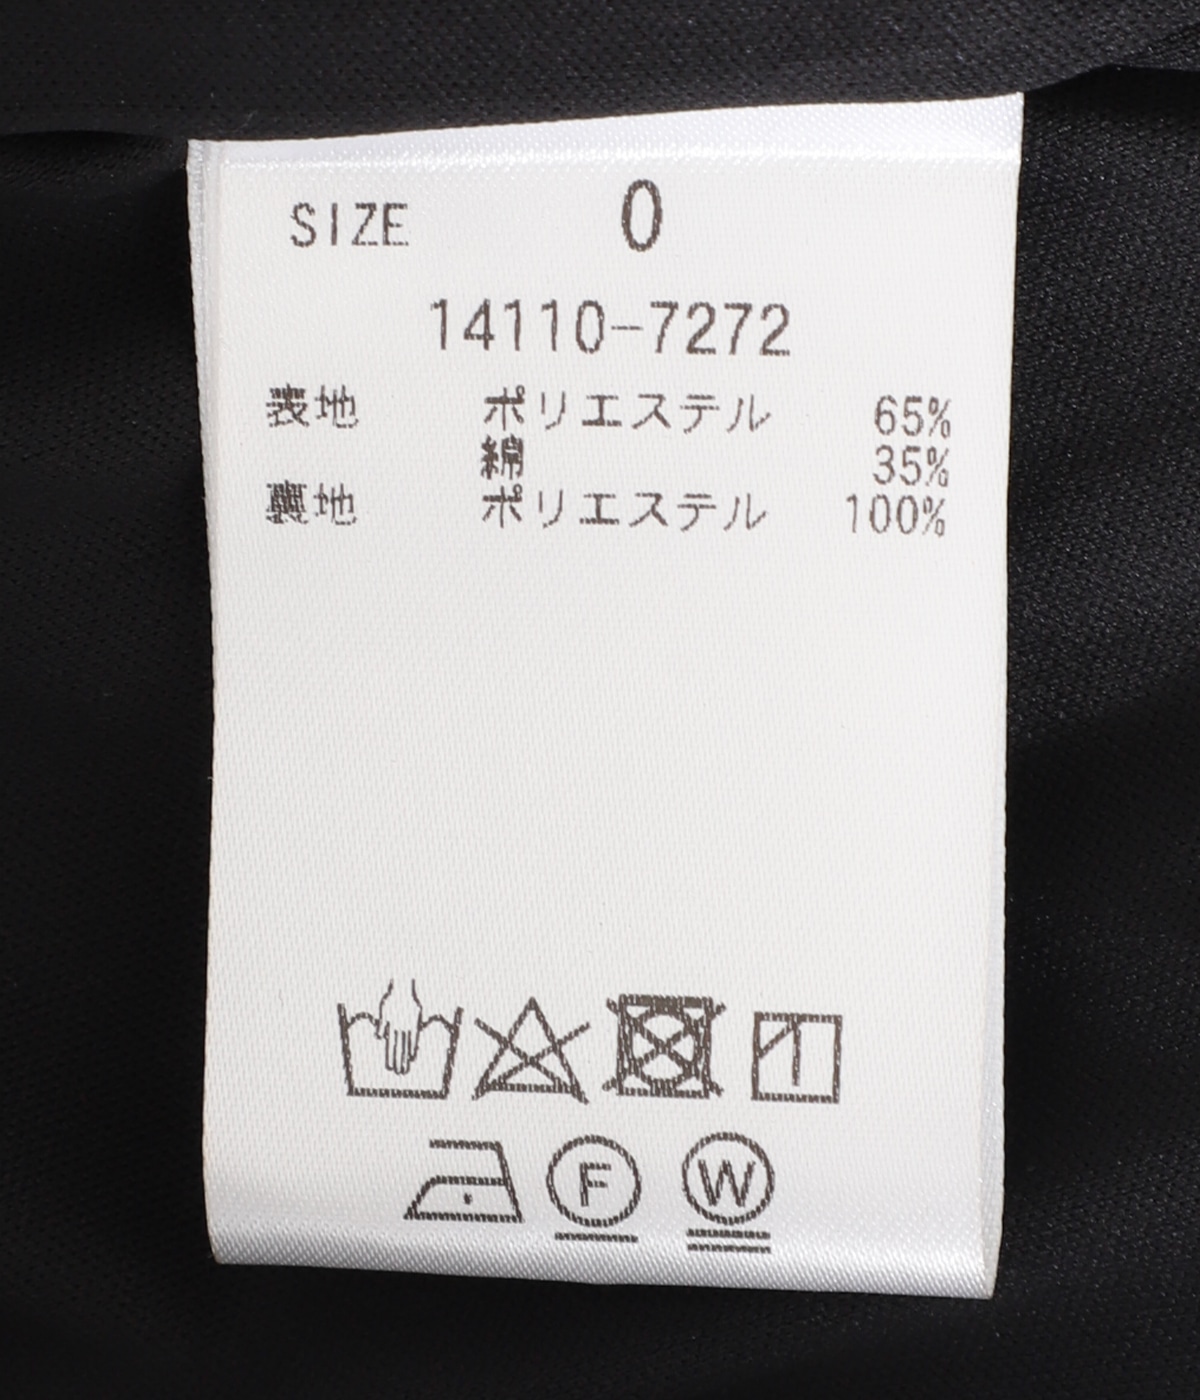 SIZE 0
14110-7272
表地 ポリエステル 65%
綿 35%
裏地 ポリエステル 100%
F W